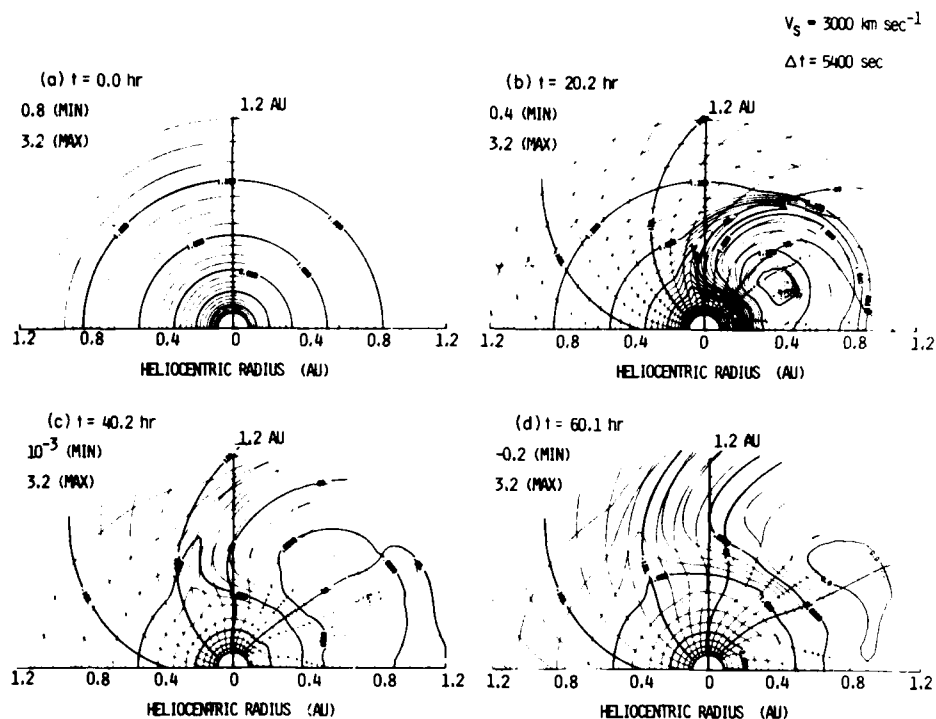 V_S = 3000 km sec⁻¹
Δt = 5400 sec
(a) t = 0.0 hr
0.8 (MIN)
3.2 (MAX)
1.2 AU
1.2 0.8 0.4 0 0.4 0.8 1.2
HELIOCENTRIC RADIUS (AU)
(b) t = 20.2 hr
0.4 (MIN)
3.2 (MAX)
1.2 AU
1.2 0.8 0.4 0 0.4 0.8 1.2
HELIOCENTRIC RADIUS (AU)
(c) t = 40.2 hr
10⁻³ (MIN)
3.2 (MAX)
1.2 AU
1.2 0.8 0.4 0 0.4 0.8 1.2
HELIOCENTRIC RADIUS (AU)
(d) t = 60.1 hr
-0.2 (MIN)
3.2 (MAX)
1.2 AU
1.2 0.8 0.4 0 0.4 0.8 1.2
HELIOCENTRIC RADIUS (AU)